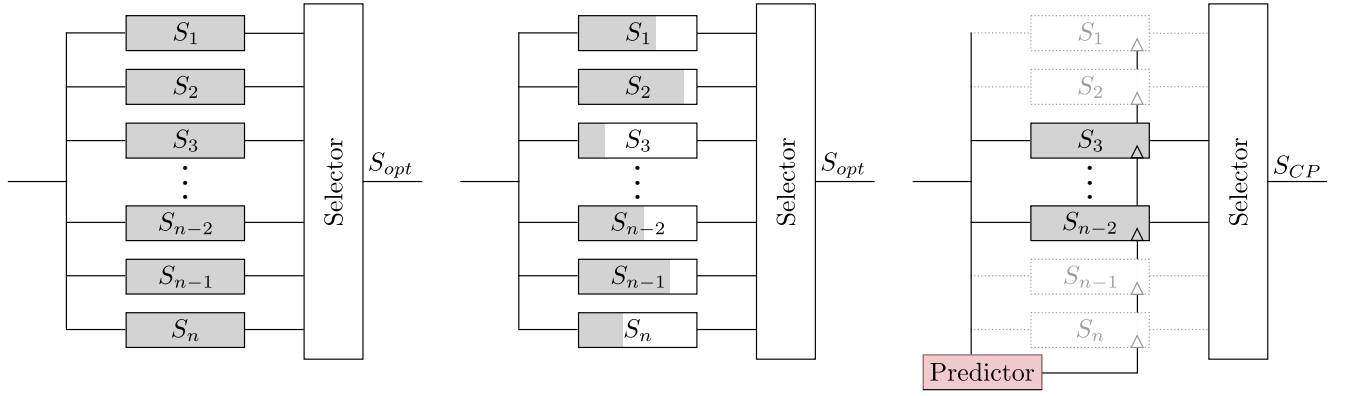 S_1
S_2
S_3
⋮
S_{n-2}
S_{n-1}
S_n
Selector
S_{opt}
S_1
S_2
S_3
⋮
S_{n-2}
S_{n-1}
S_n
Selector
S_{opt}
S_1
S_2
S_3
⋮
S_{n-2}
S_{n-1}
S_n
Predictor
Selector
S_{CP}